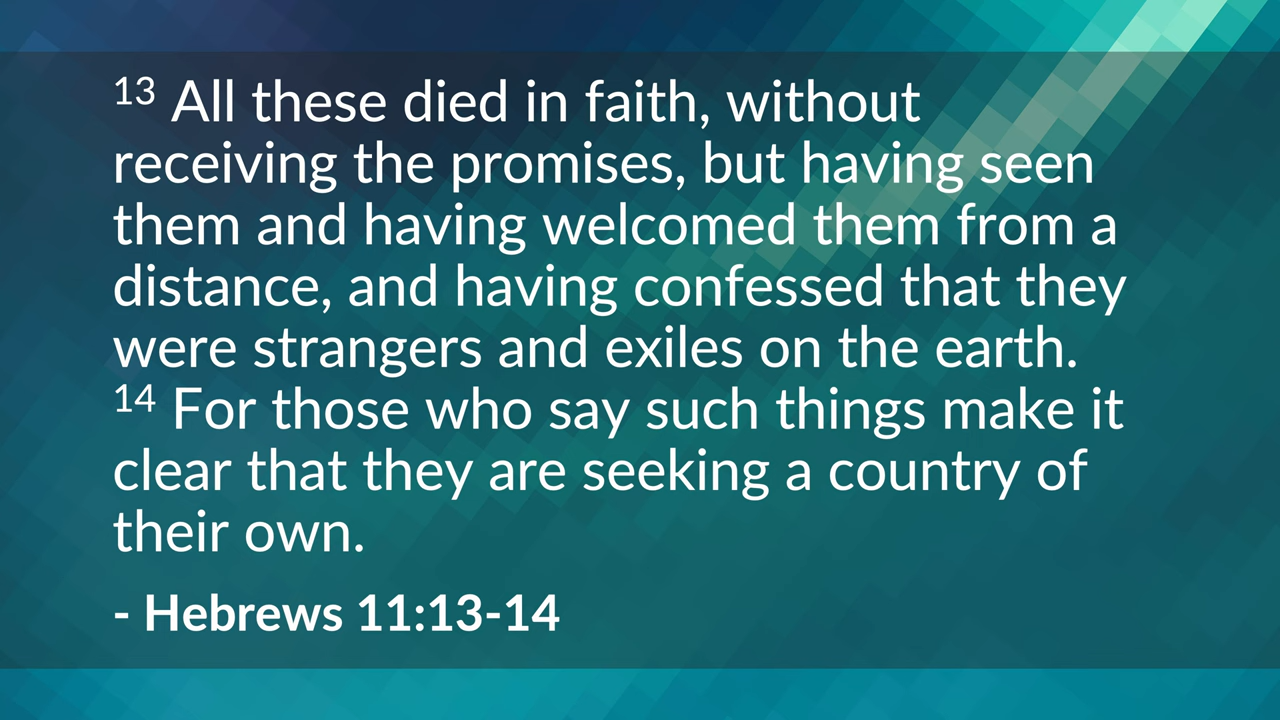 13 All these died in faith, without
receiving the promises, but having seen
them and having welcomed them from a
distance, and having confessed that they
were strangers and exiles on the earth.
14 For those who say such things make it
clear that they are seeking a country of
their own.
- Hebrews 11:13-14